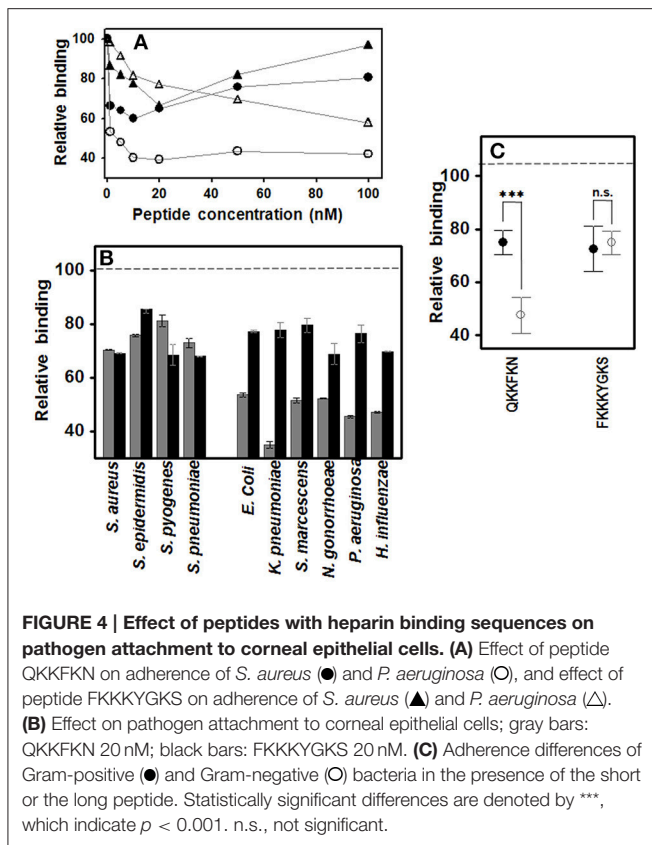 A
Relative binding
100
80
60
40
0 20 40 60 80 100
Peptide concentration (nM)
B
Relative binding
100
80
60
40
S. aureus
S. epidermidis
S. pyogenes
S. pneumoniae
E. Coli
K. pneumoniae
S. marcescens
N. gonorrhoeae
P. aeruginosa
H. influenzae
C
Relative binding
100
80
60
40
***
n.s.
QKKFKN
FKKKYGKS
FIGURE 4 | Effect of peptides with heparin binding sequences on
pathogen attachment to corneal epithelial cells. (A) Effect of peptide
QKKFKN on adherence of S. aureus (●) and P. aeruginosa (○), and effect of
peptide FKKKYGKS on adherence of S. aureus (▲) and P. aeruginosa (△).
(B) Effect on pathogen attachment to corneal epithelial cells; gray bars:
QKKFKN 20 nM; black bars: FKKKYGKS 20 nM. (C) Adherence differences of
Gram-positive (●) and Gram-negative (○) bacteria in the presence of the short
or the long peptide. Statistically significant differences are denoted by ***,
which indicate p < 0.001. n.s., not significant.